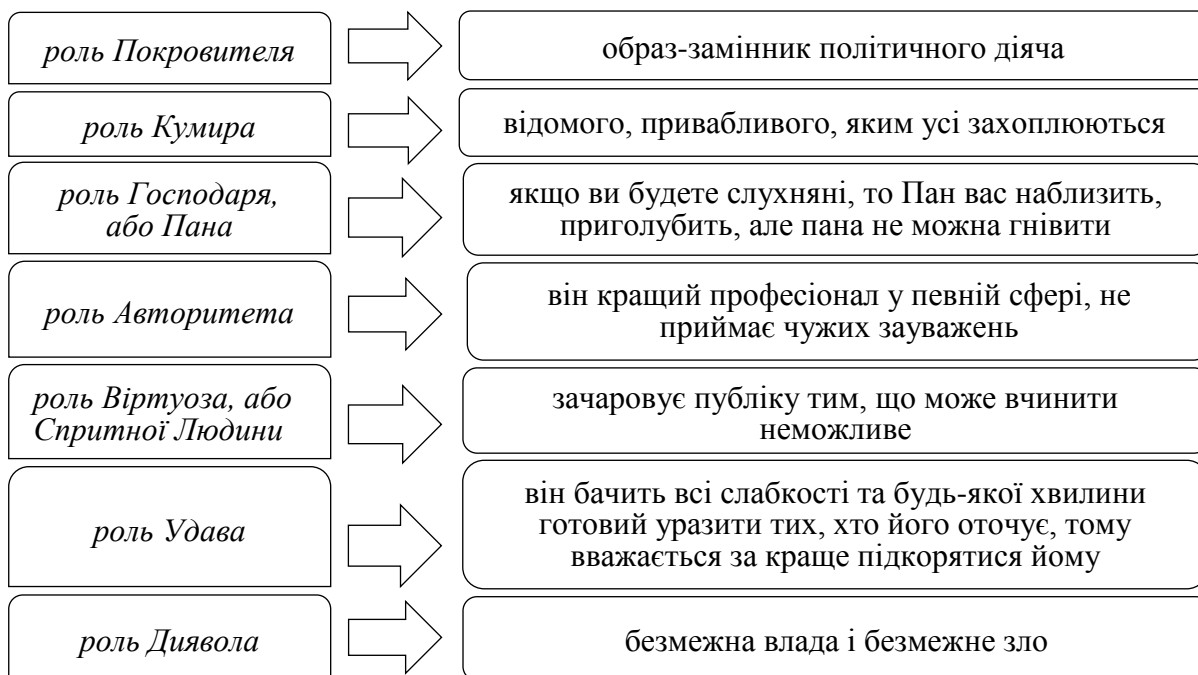 роль Покровителя
образ-замінник політичного діяча
роль Кумира
відомого, привабливого, яким усі захоплюються
роль Господаря,
або Пана
якщо ви будете слухняні, то Пан вас наблизить,
приголубить, але пана не можна гнівити
роль Авторитета
він кращий професіонал у певній сфері, не
приймає чужих зауважень
роль Віртуоза, або
Спритної Людини
зачаровує публіку тим, що може вчинити
неможливе
роль Удава
він бачить всі слабкості та будь-якої хвилини
готовий уразити тих, хто його оточує, тому
вважається за краще підкорятися йому
роль Диявола
безмежна влада і безмежне зло